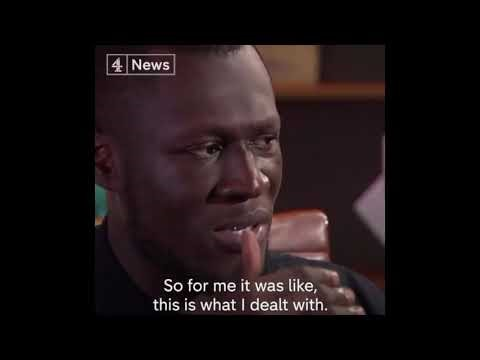 4 News
So for me it was like,
this is what I dealt with.